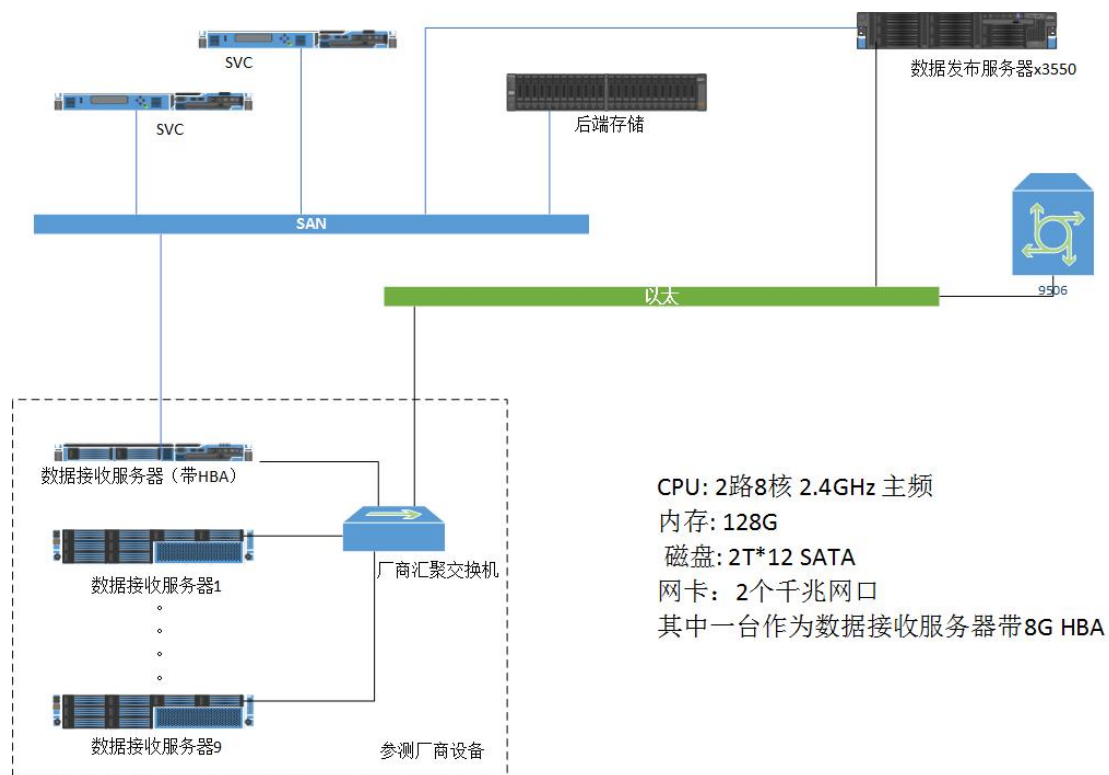 SVC
数据发布服务器x3550
SVC
后端存储
SAN
以太
9506
数据接收服务器（带HBA）
厂商汇聚交换机
数据接收服务器1
数据接收服务器9
参测厂商设备
CPU: 2路8核 2.4GHz 主频
内存: 128G
磁盘: 2T*12 SATA
网卡：2个千兆网口
其中一台作为数据接收服务器带8G HBA